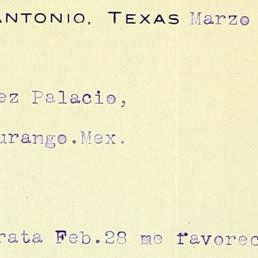 ANTONIO, TEXAS Marzo
ez Palacio,
urango.Mex.
rata Feb.28 me favorec